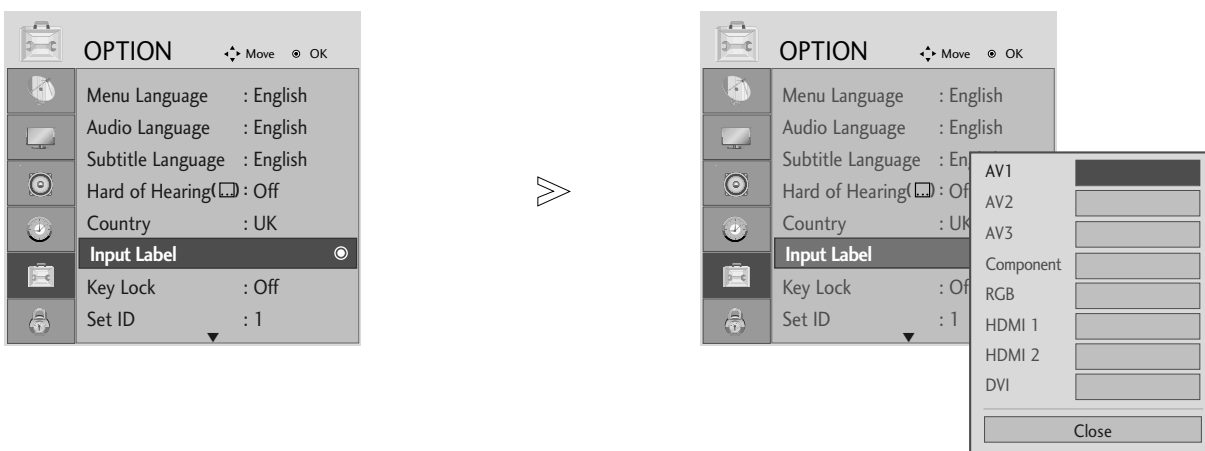 OPTION Move OK
Menu Language : English
Audio Language : English
Subtitle Language : English
Hard of Hearing( ) : Off
Country : UK
Input Label
Key Lock : Off
Set ID : 1
OPTION Move OK
Menu Language : English
Audio Language : English
Subtitle Language : En
Hard of Hearing( ) : Of
Country : UK
Input Label
Key Lock : Of
Set ID : 1
AV1
AV2
AV3
Component
RGB
HDMI 1
HDMI 2
DVI
Close